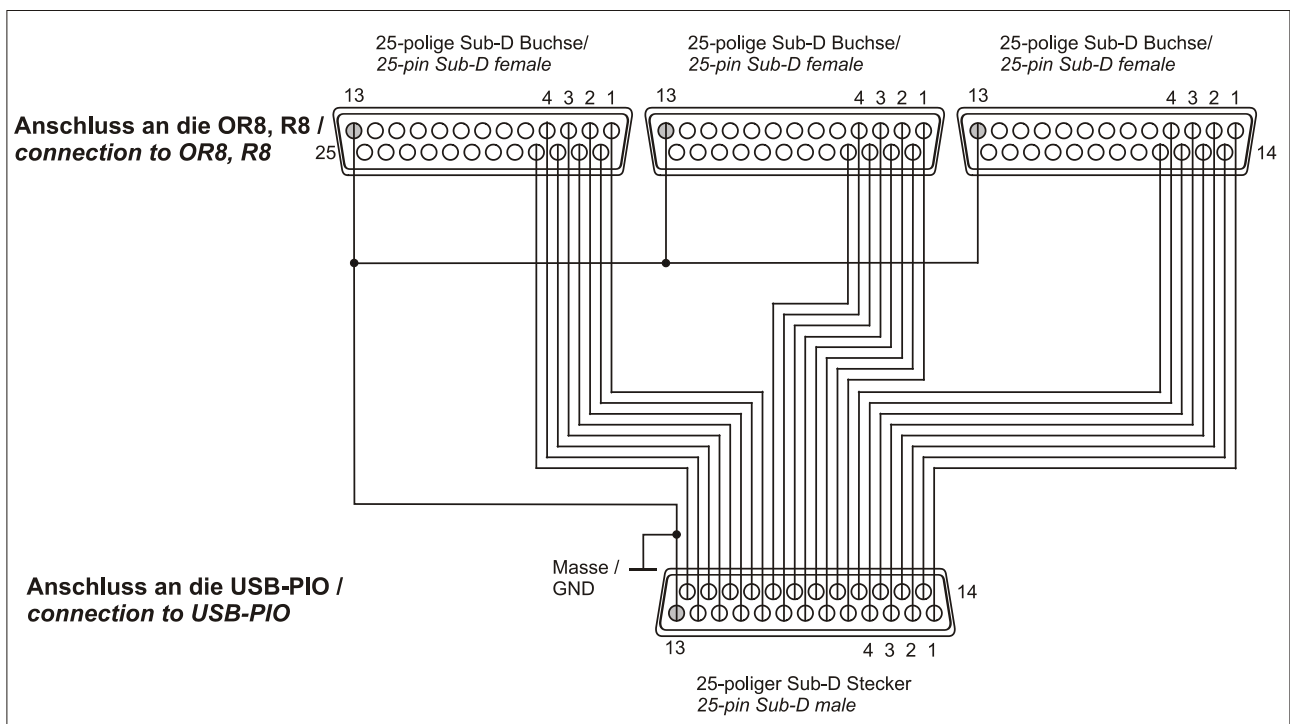 25-polige Sub-D Buchse/
25-pin Sub-D female
25-polige Sub-D Buchse/
25-pin Sub-D female
25-polige Sub-D Buchse/
25-pin Sub-D female
13 4 3 2 1
13 4 3 2 1
13 4 3 2 1
Anschluss an die OR8, R8 /
connection to OR8, R8
25
14
Masse /
GND
Anschluss an die USB-PIO /
connection to USB-PIO
14
13 4 3 2 1
25-poliger Sub-D Stecker
25-pin Sub-D male